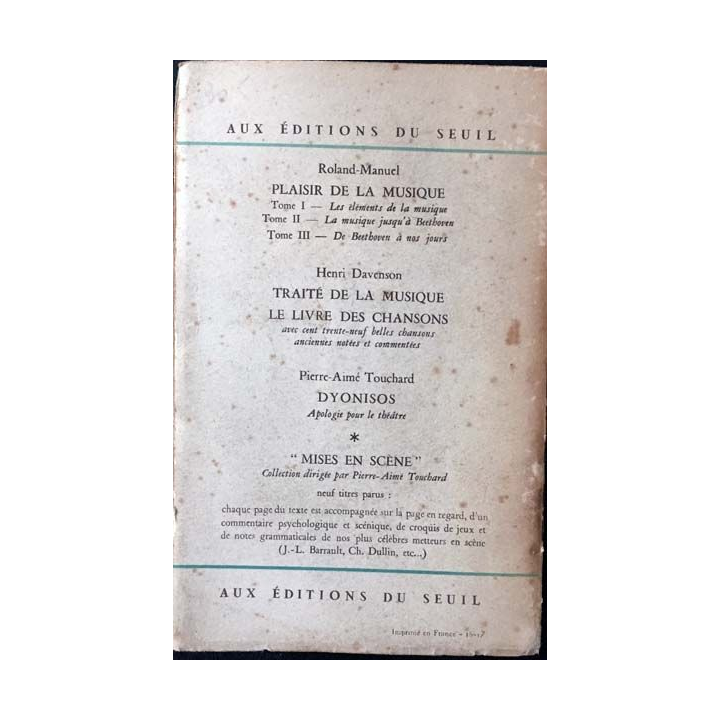 AUX ÉDITIONS DU SEUIL
Roland-Manuel
PLAISIR DE LA MUSIQUE
Tome I — Les éléments de la musique
Tome II — La musique jusqu'à Beethoven
Tome III — De Beethoven à nos jours
Henri Davenson
TRAITÉ DE LA MUSIQUE
LE LIVRE DES CHANSONS
avec cent trente-neuf belles chansons
anciennes notées et commentées
Pierre-Aimé Touchard
DYONISOS
Apologie pour le théâtre
*
"MISES EN SCÈNE"
Collection dirigée par Pierre-Aimé Touchard
neuf titres parus :
chaque page du texte est accompagnée sur la page en regard, d'un
commentaire psychologique et scénique, de croquis de jeux et
de notes grammaticales de nos plus célèbres metteurs en scène
(J.-L. Barrault, Ch. Dullin, etc...)
AUX ÉDITIONS DU SEUIL
Imprimé en France -